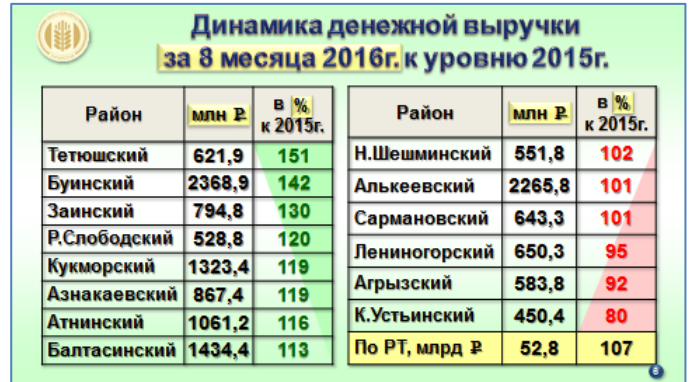 Динамика денежной выручки
за 8 месяца 2016г. к уровню 2015г.
Район млн ₽ в % к 2015г.
Тетюшский 621,9 151
Буинский 2368,9 142
Заинский 794,8 130
Р.Слободский 528,8 120
Кукморский 1323,4 119
Азнакаевский 867,4 119
Атнинский 1061,2 116
Балтасинский 1434,4 113
Район млн ₽ в % к 2015г.
Н.Шешминский 551,8 102
Алькеевский 2265,8 101
Сармановский 643,3 101
Лениногорский 650,3 95
Агрызский 583,8 92
К.Устьинский 450,4 80
По РТ, млрд ₽ 52,8 107
8